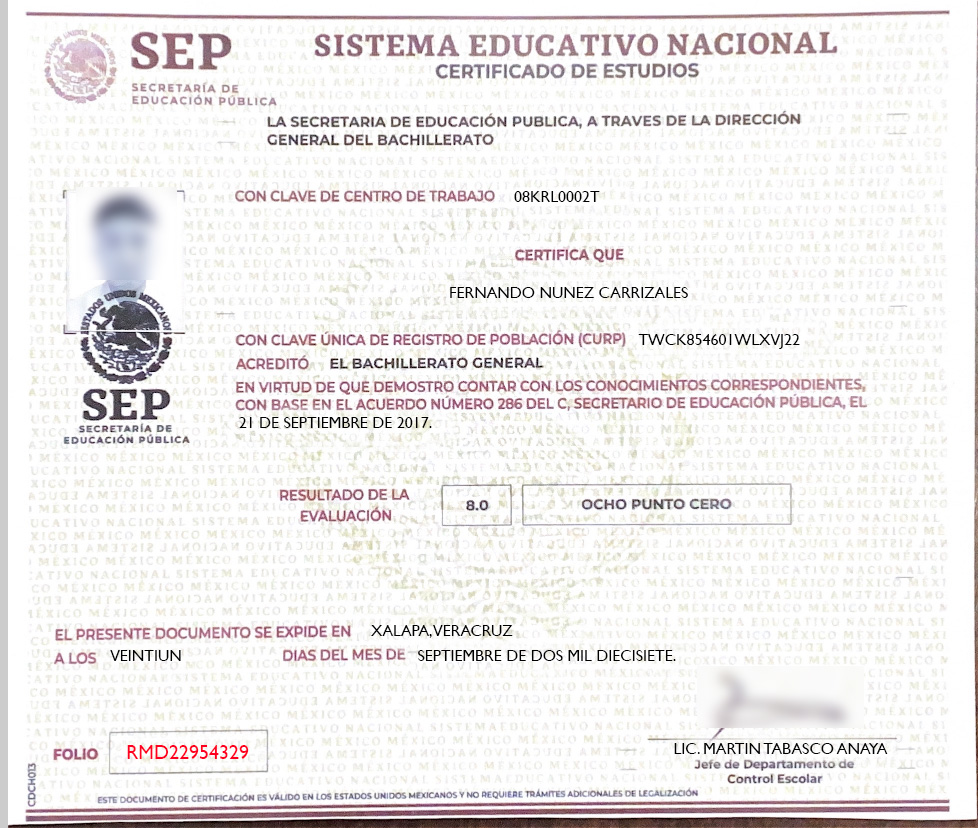 SEP
SECRETARÍA DE
EDUCACIÓN PÚBLICA
SISTEMA EDUCATIVO NACIONAL
CERTIFICADO DE ESTUDIOS
LA SECRETARIA DE EDUCACIÓN PUBLICA, A TRAVES DE LA DIRECCIÓN
GENERAL DEL BACHILLERATO
CON CLAVE DE CENTRO DE TRABAJO 08KRL0002T
CERTIFICA QUE
FERNANDO NUNEZ CARRIZALES
CON CLAVE ÚNICA DE REGISTRO DE POBLACIÓN (CURP) TWCK854601WLXVJ22
ACREDITÓ EL BACHILLERATO GENERAL
EN VIRTUD DE QUE DEMOSTRO CONTAR CON LOS CONOCIMIENTOS CORRESPONDIENTES,
CON BASE EN EL ACUERDO NÚMERO 286 DEL C, SECRETARIO DE EDUCACIÓN PÚBLICA, EL
21 DE SEPTIEMBRE DE 2017.
ESTADOS UNIDOS MEXICANOS
SEP
SECRETARÍA DE
EDUCACIÓN PÚBLICA
RESULTADO DE LA
EVALUACIÓN
8.0
OCHO PUNTO CERO
EL PRESENTE DOCUMENTO SE EXPIDE EN XALAPA,VERACRUZ
A LOS VEINTIUN DIAS DEL MES DE SEPTIEMBRE DE DOS MIL DIECISIETE.
FOLIO RMD22954329
LIC. MARTIN TABASCO ANAYA
Jefe de Departamento de
Control Escolar
CDCH013
ESTE DOCUMENTO DE CERTIFICACIÓN ES VÁLIDO EN LOS ESTADOS UNIDOS MEXICANOS Y NO REQUIERE TRÁMITES ADICIONALES DE LEGALIZACIÓN